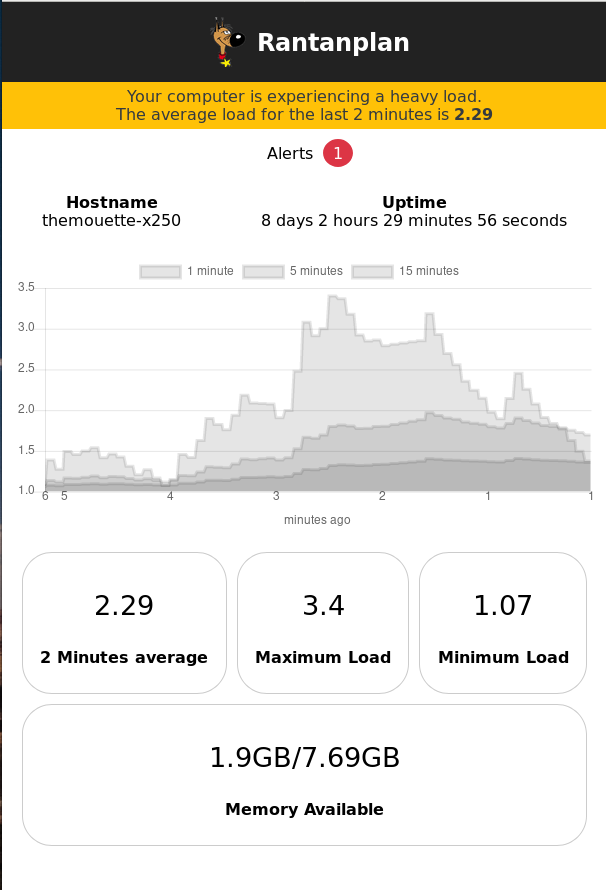 Rantanplan
Your computer is experiencing a heavy load.
The average load for the last 2 minutes is 2.29
Alerts 1
Hostname
themouette-x250
Uptime
8 days 2 hours 29 minutes 56 seconds
1 minute 5 minutes 15 minutes
3.5
3.0
2.5
2.0
1.5
1.0
6 5 4 3 2 1 1
minutes ago
2.29
2 Minutes average
3.4
Maximum Load
1.07
Minimum Load
1.9GB/7.69GB
Memory Available